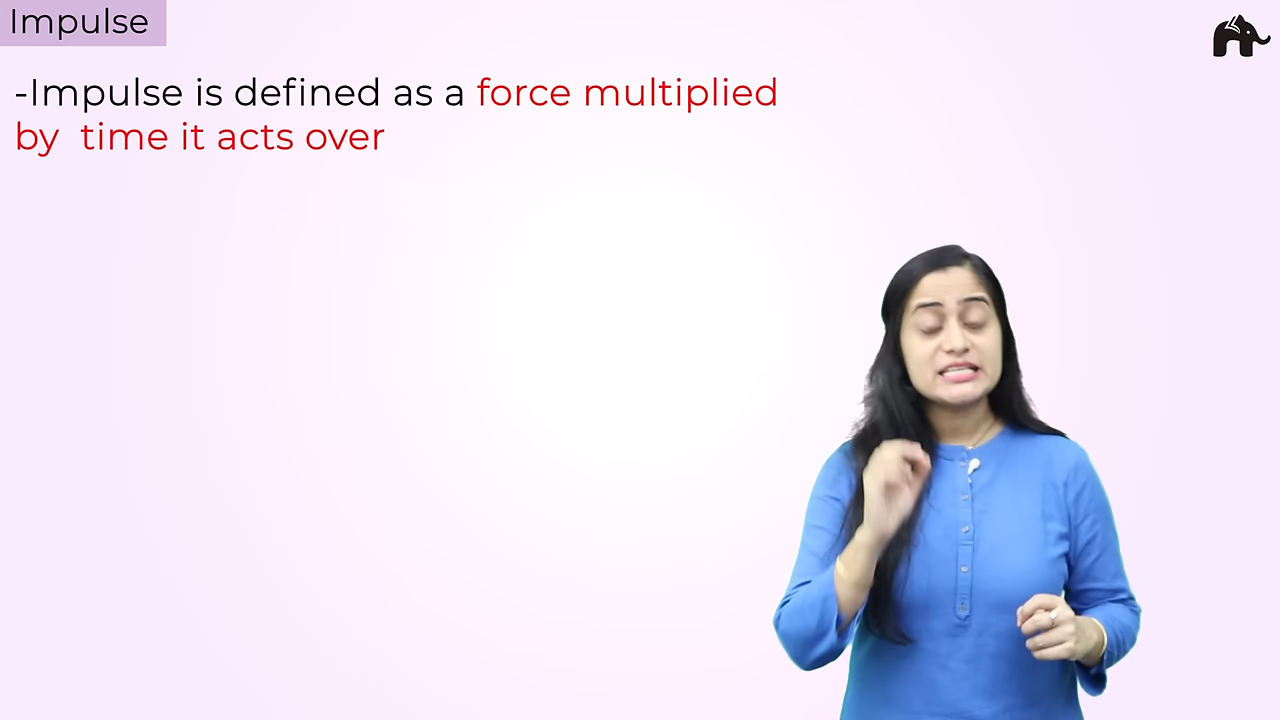 Impulse
-Impulse is defined as a force multiplied
by  time it acts over